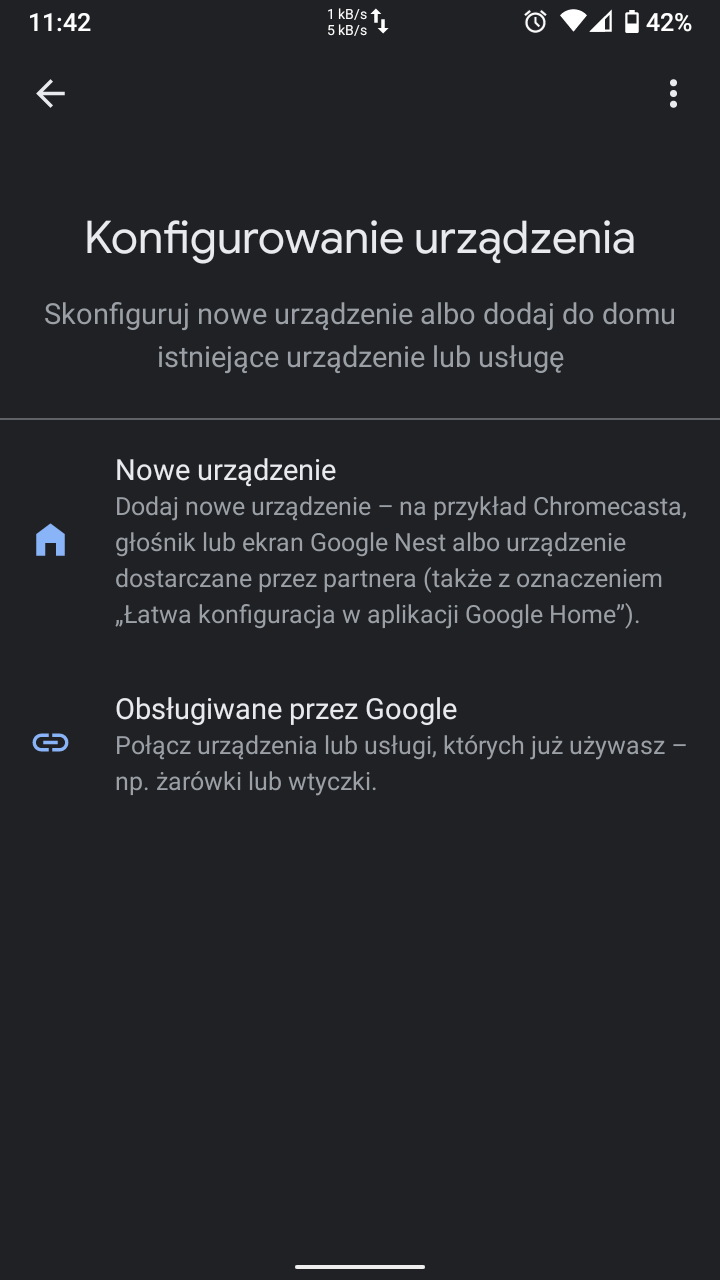 11:42
1 kB/s
5 kB/s
42%
Konfigurowanie urządzenia
Skonfiguruj nowe urządzenie albo dodaj do domu
istniejące urządzenie lub usługę
Nowe urządzenie
Dodaj nowe urządzenie – na przykład Chromecasta,
głośnik lub ekran Google Nest albo urządzenie
dostarczane przez partnera (także z oznaczeniem
„Łatwa konfiguracja w aplikacji Google Home”).
Obsługiwane przez Google
Połącz urządzenia lub usługi, których już używasz –
np. żarówki lub wtyczki.